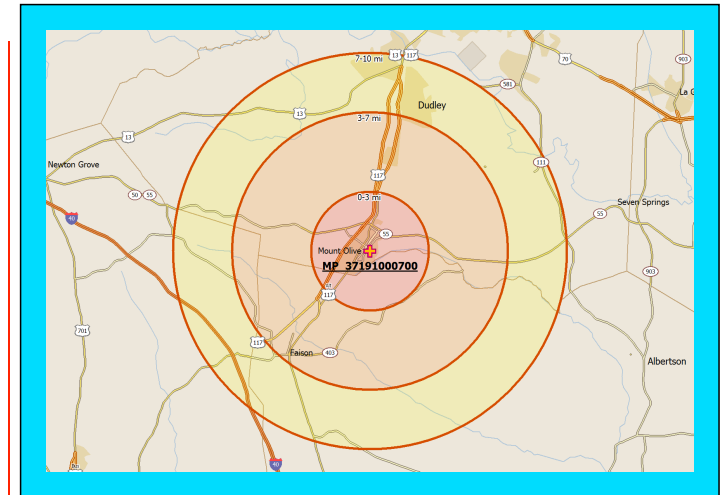 7-10 mi
13
117
70
903
581
La G
Dudley
3-7 mi
13
13
111
Newton Grove
117
50
55
0-3 mi
Seven Springs
55
40
55
Mount Olive
MP_37191000700
903
117
701
117
Faison
403
Albertson
40